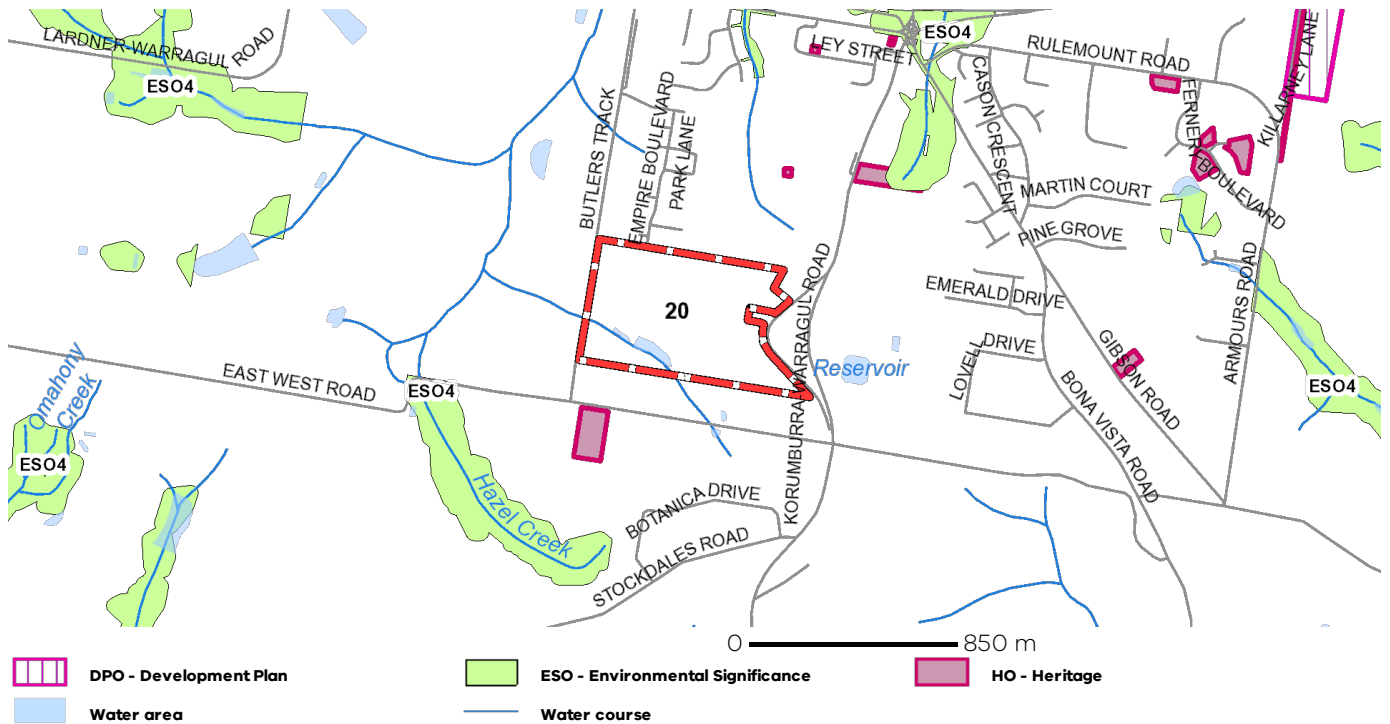 LARDNER-WARRAGUL ROAD
ESO4
ESO4
LEY STREET
RULEMOUNT ROAD
KILLARNEY LANE
BUTLERS TRACK
EMPIRE BOULEVARD
PARK LANE
CASON CRESCENT
FERNERY BOULEVARD
MARTIN COURT
PINE GROVE
KORUMBURRA-WARRAGUL ROAD
EMERALD DRIVE
ARMOURS ROAD
20
LOVELL DRIVE
GIBSON ROAD
Reservoir
EAST WEST ROAD
ESO4
Omahony
Creek
ESO4
BONA VISTA ROAD
ESO4
Hazel Creek
BOTANICA DRIVE
STOCKDALES ROAD
0 850 m
DPO - Development Plan
ESO - Environmental Significance
HO - Heritage
Water area
Water course